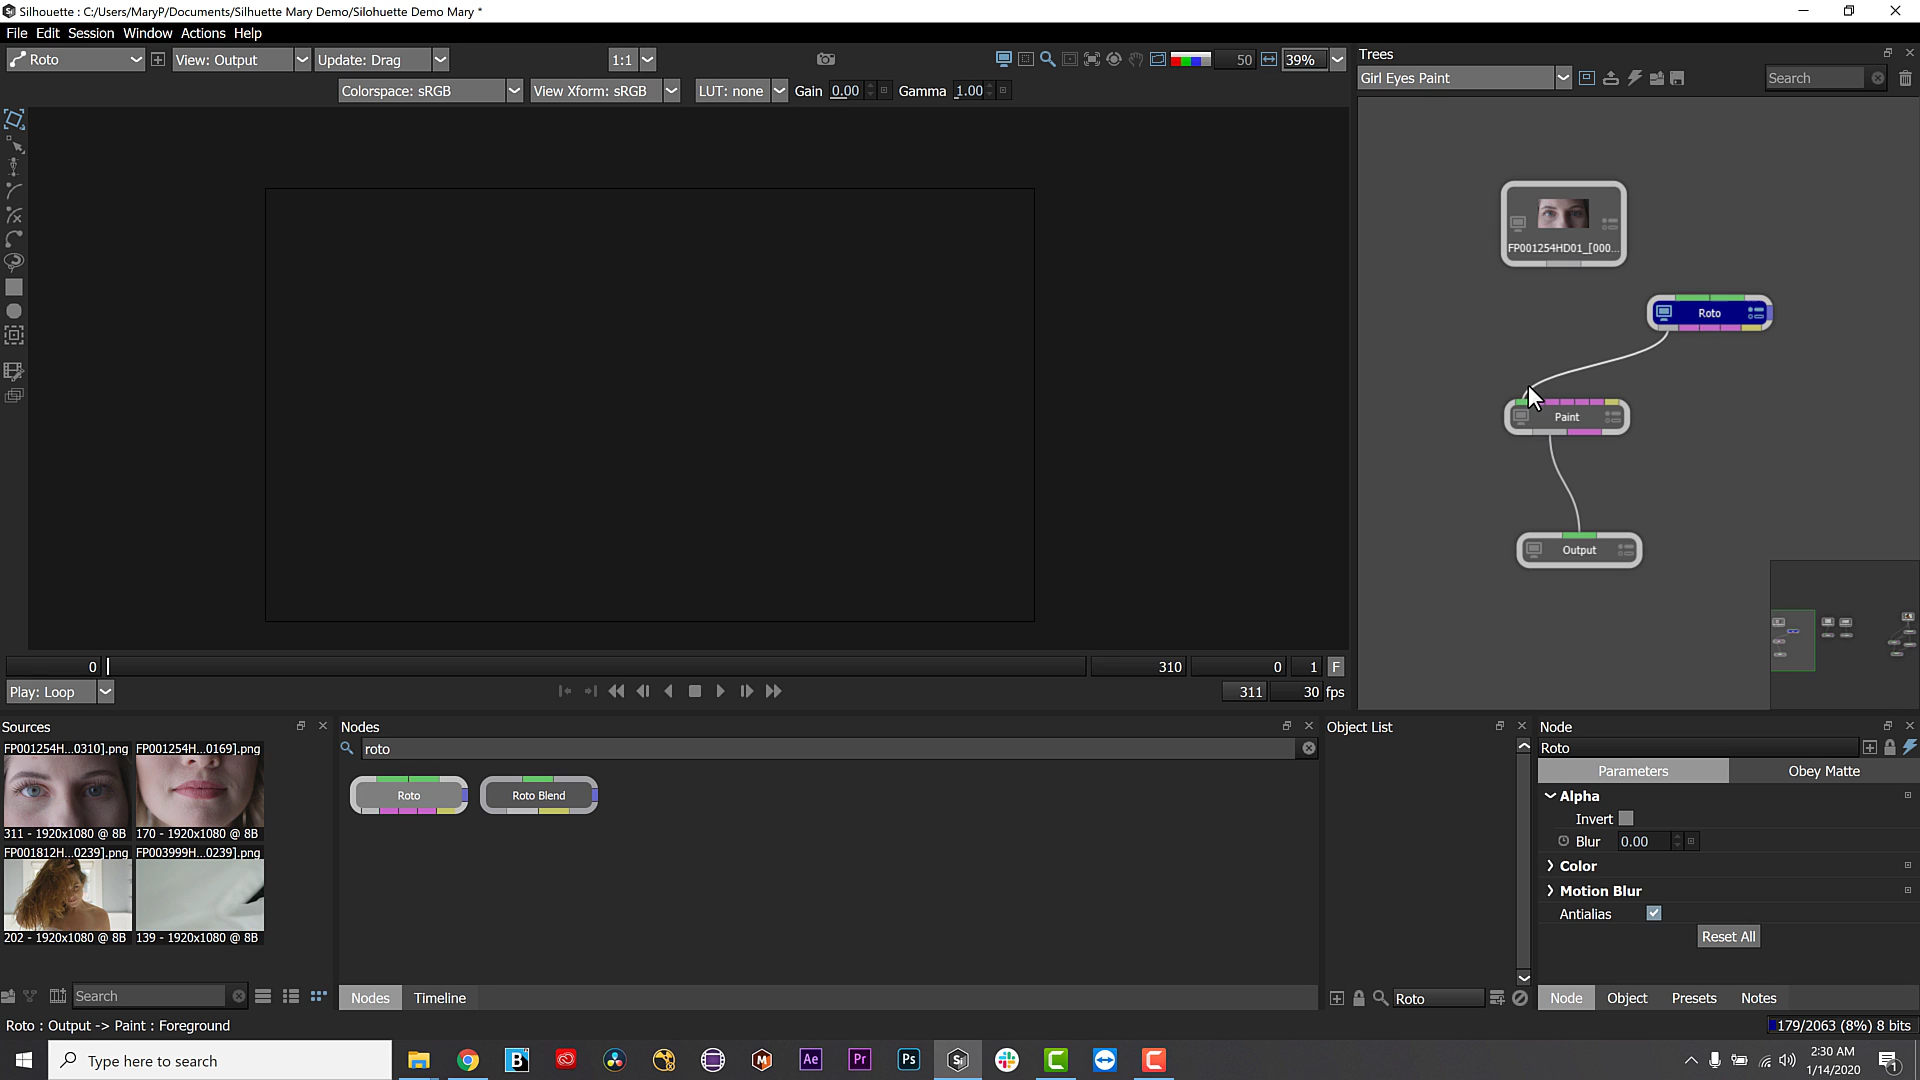 Silhouette : C:/Users/MaryP/Documents/Silhuette Mary Demo/Silohuette Demo Mary *
File Edit Session Window Actions Help
Roto
View: Output
Update: Drag
1:1
50
39%
Colorspace: sRGB
View Xform: sRGB
LUT: none
Gain 0.00
Gamma 1.00
Trees
Girl Eyes Paint
Search
FP001254HD01_[000...
Roto
Paint
Output
0
310
0
1
F
Play: Loop
311
30 fps
Sources
FP001254H...0310].png
FP001254H...0169].png
311 - 1920x1080 @ 8B
170 - 1920x1080 @ 8B
FP001812H...0239].png
FP003999H...0239].png
202 - 1920x1080 @ 8B
139 - 1920x1080 @ 8B
Search
Nodes
roto
Roto
Roto Blend
Nodes
Timeline
Object List
Roto
Node
Roto
Parameters
Obey Matte
Alpha
Invert
Blur 0.00
Color
Motion Blur
Antialias
Reset All
Node
Object
Presets
Notes
Roto : Output -> Paint : Foreground
179/2063 (8%) 8 bits
Type here to search
Ae
Pr
Ps
2:30 AM
1/14/2020